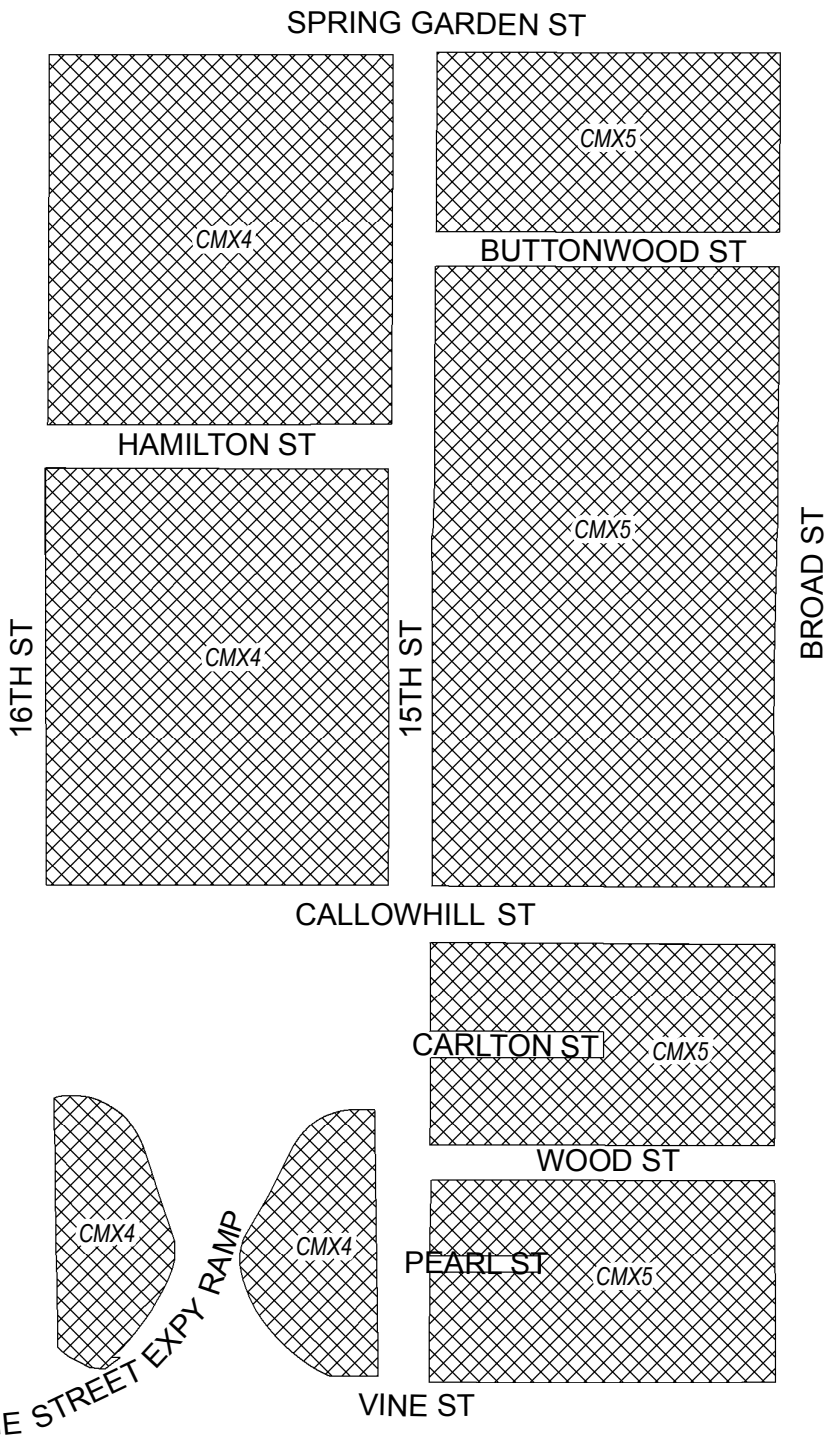 SPRING GARDEN ST
CMX5
CMX4
BUTTONWOOD ST
HAMILTON ST
CMX5
BROAD ST
16TH ST
CMX4
15TH ST
CALLOWHILL ST
CARLTON ST
CMX5
WOOD ST
CMX4
CMX4
PEARL ST
CMX5
E STREET EXPY RAMP
VINE ST